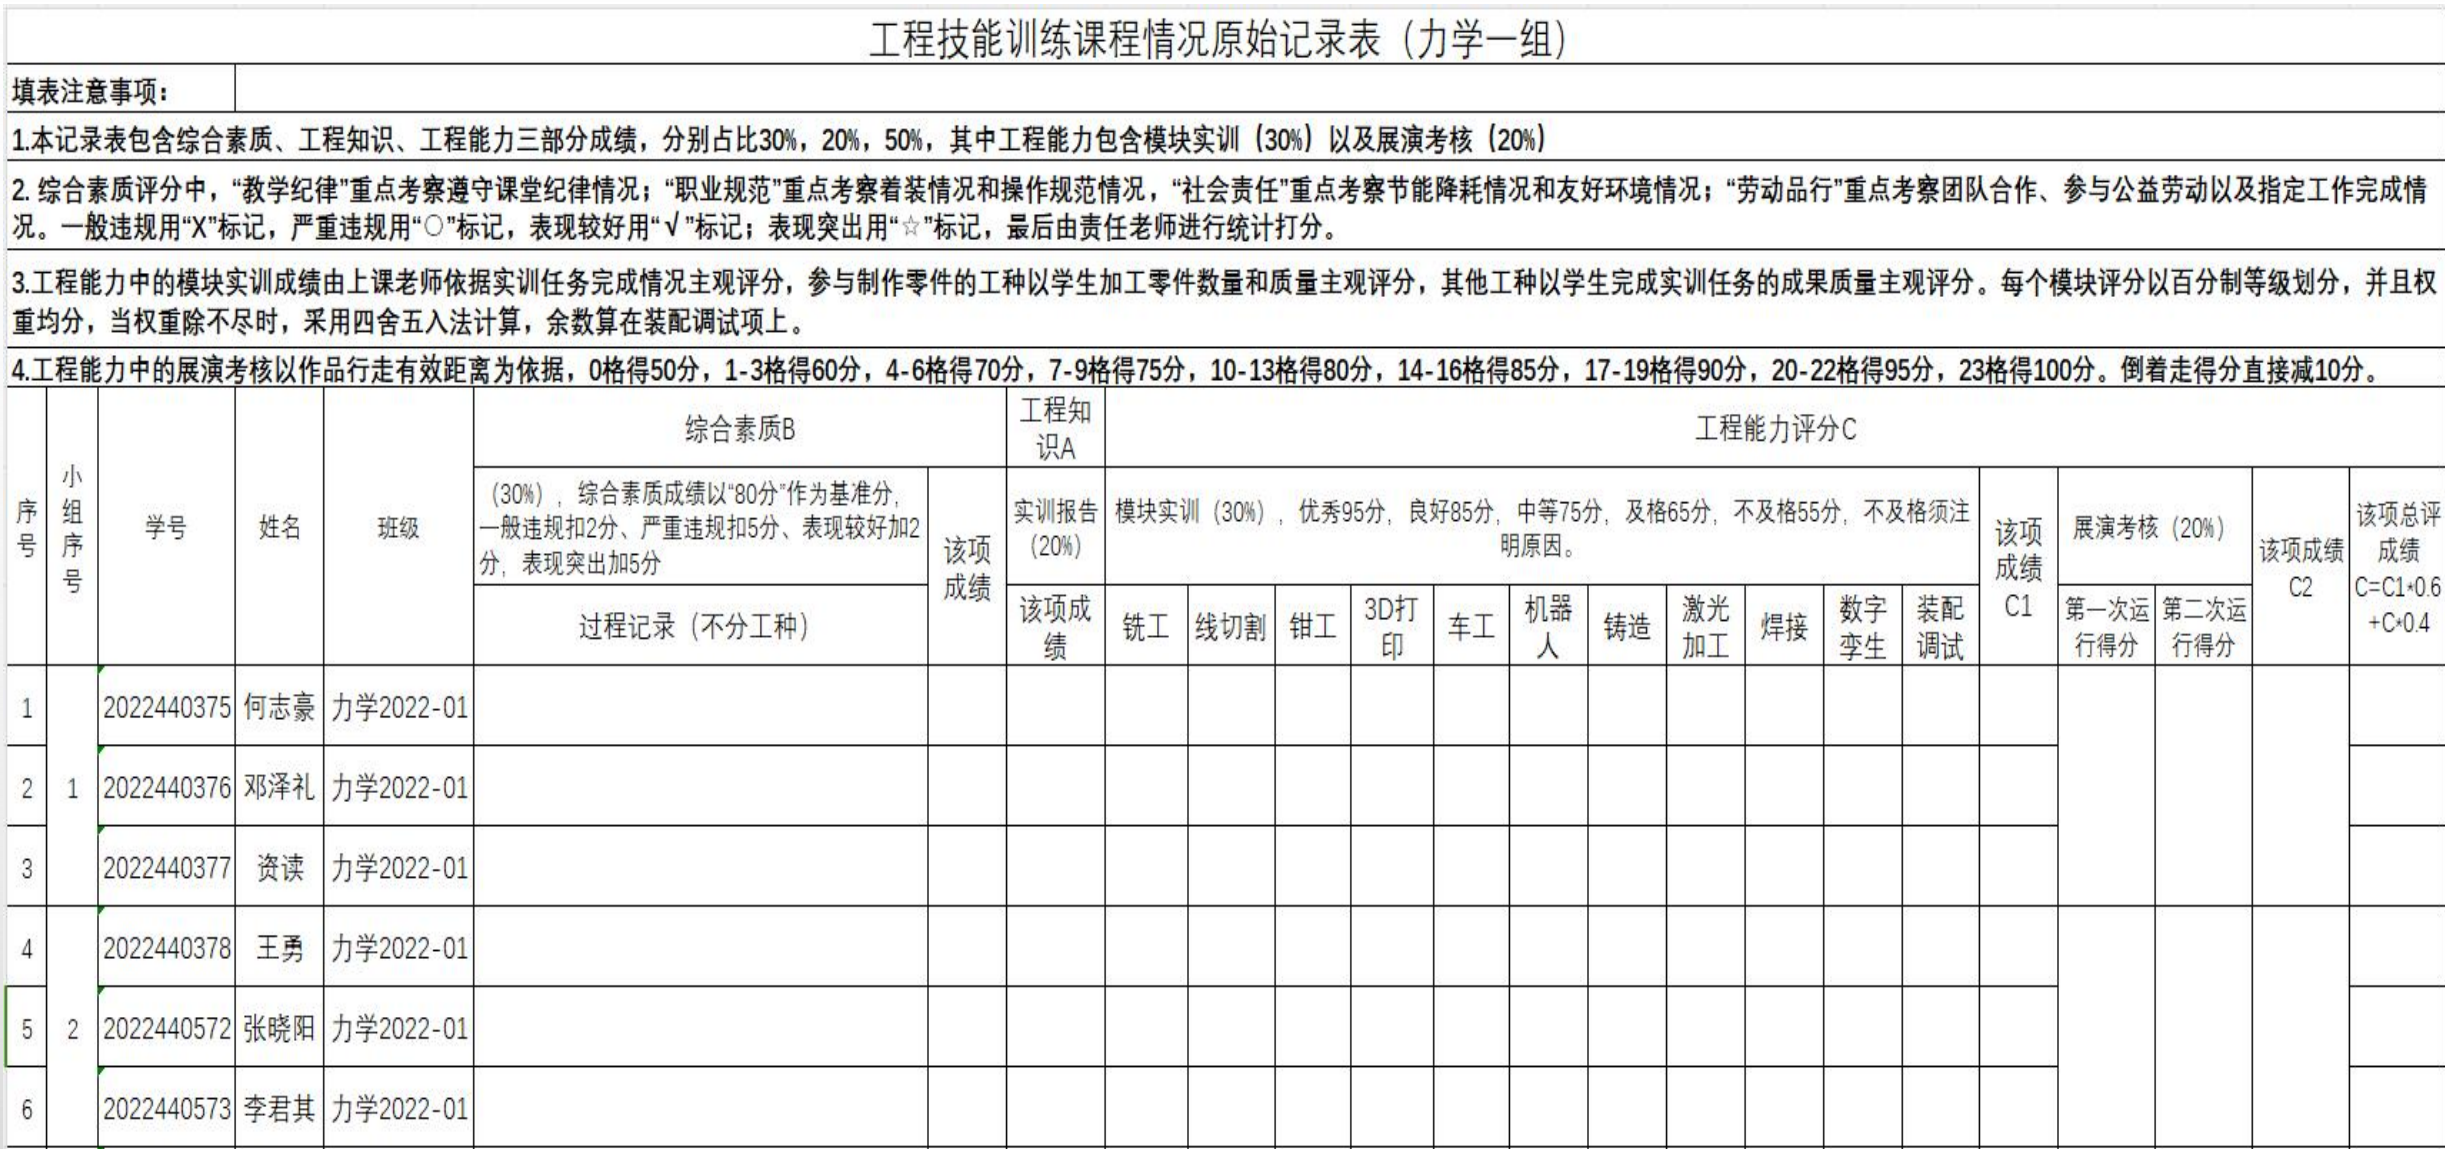 工程技能训练课程情况原始记录表（力学一组）
填表注意事项：
1.本记录表包含综合素质、工程知识、工程能力三部分成绩，分别占比30%，20%，50%，其中工程能力包含模块实训（30%）以及展演考核（20%）
2. 综合素质评分中，“教学纪律”重点考察遵守课堂纪律情况；“职业规范”重点考察着装情况和操作规范情况，“社会责任”重点考察节能降耗情况和友好环境情况；“劳动品行”重点考察团队合作、参与公益劳动以及指定工作完成情
况。一般违规用“X”标记，严重违规用“○”标记，表现较好用“√”标记；表现突出用“☆”标记，最后由责任老师进行统计打分。
3.工程能力中的模块实训成绩由上课老师依据实训任务完成情况主观评分，参与制作零件的工种以学生加工零件数量和质量主观评分，其他工种以学生完成实训任务的成果质量主观评分。每个模块评分以百分制等级划分，并且权
重均分，当权重除不尽时，采用四舍五入法计算，余数算在装配调试项上。
4.工程能力中的展演考核以作品行走有效距离为依据，0格得50分，1-3格得60分，4-6格得70分，7-9格得75分，10-13格得80分，14-16格得85分，17-19格得90分，20-22格得95分，23格得100分。倒着走得分直接减10分。
序
号
小
组
序
号
学号
姓名
班级
综合素质B
（30%），综合素质成绩以“80分”作为基准分，
一般违规扣2分、严重违规扣5分、表现较好加2
分，表现突出加5分
过程记录（不分工种）
该项
成绩
工程知
识A
实训报告
（20%）
该项成
绩
工程能力评分C
模块实训（30%），优秀95分，良好85分，中等75分，及格65分，不及格55分，不及格须注
明原因。
铣工
线切割
钳工
3D打
印
车工
机器
人
铸造
激光
加工
焊接
数字
孪生
装配
调试
该项
成绩
C1
展演考核（20%）
第一次运
行得分
第二次运
行得分
该项成绩
C2
该项总评
成绩
C=C1*0.6
+C*0.4
1 2022440375 何志豪 力学2022-01
2 1 2022440376 邓泽礼 力学2022-01
3 2022440377 资读 力学2022-01
4 2022440378 王勇 力学2022-01
5 2 2022440572 张晓阳 力学2022-01
6 2022440573 李君其 力学2022-01